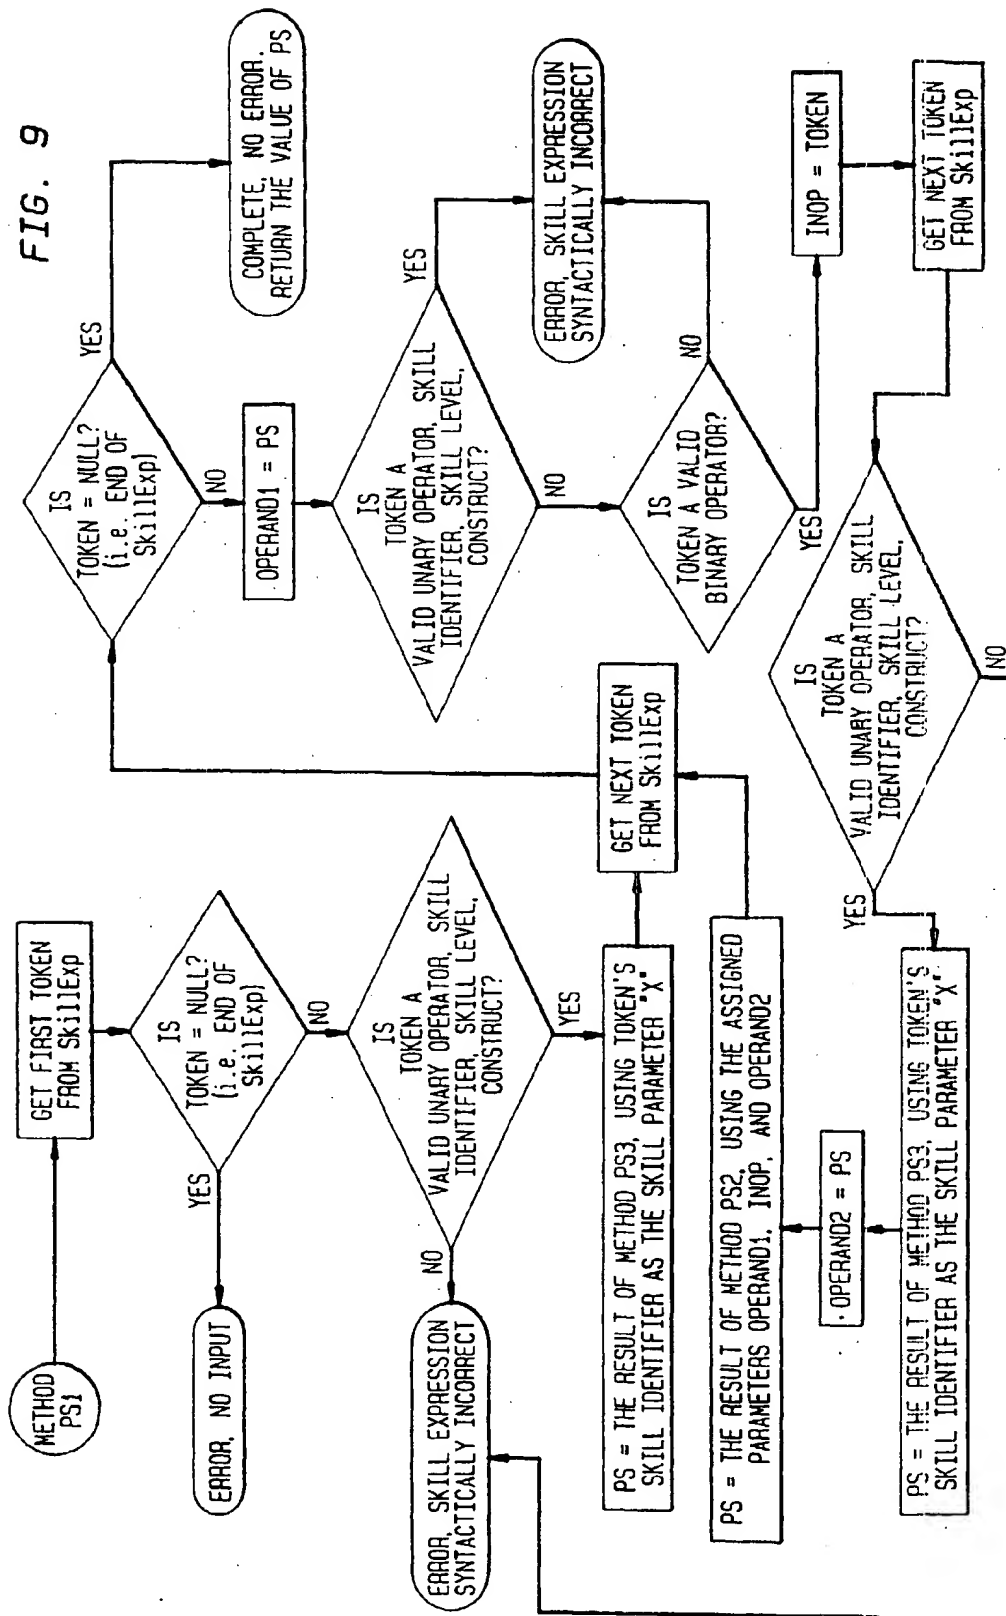 FIG. 9
METHOD
PS1
GET FIRST TOKEN
FROM SkillExp
IS
TOKEN = NULL?
(i.e. END OF
SkillExp)
YES
NO
ERROR, NO INPUT
IS
TOKEN A
VALID UNARY OPERATOR, SKILL
IDENTIFIER, SKILL LEVEL,
CONSTRUCT?
NO
YES
ERROR, SKILL EXPRESSION
SYNTACTICALLY INCORRECT
PS = THE RESULT OF METHOD PS3, USING TOKEN'S
SKILL IDENTIFIER AS THE SKILL PARAMETER "X"
GET NEXT TOKEN
FROM SkillExp
IS
TOKEN = NULL?
(i.e. END OF
SkillExp)
YES
NO
COMPLETE, NO ERROR.
RETURN THE VALUE OF PS
OPERAND1 = PS
IS
TOKEN A
VALID UNARY OPERATOR, SKILL
IDENTIFIER, SKILL LEVEL,
CONSTRUCT?
YES
NO
ERROR, SKILL EXPRESSION
SYNTACTICALLY INCORRECT
IS
TOKEN A VALID
BINARY OPERATOR?
NO
YES
INOP = TOKEN
GET NEXT TOKEN
FROM SkillExp
IS
TOKEN A
VALID UNARY OPERATOR, SKILL
IDENTIFIER, SKILL LEVEL,
CONSTRUCT?
YES
NO
PS = THE RESULT OF METHOD PS3, USING TOKEN'S
SKILL IDENTIFIER AS THE SKILL PARAMETER "X"
OPERAND2 = PS
PS = THE RESULT OF METHOD PS2, USING THE ASSIGNED
PARAMETERS OPERAND1, INOP, AND OPERAND2